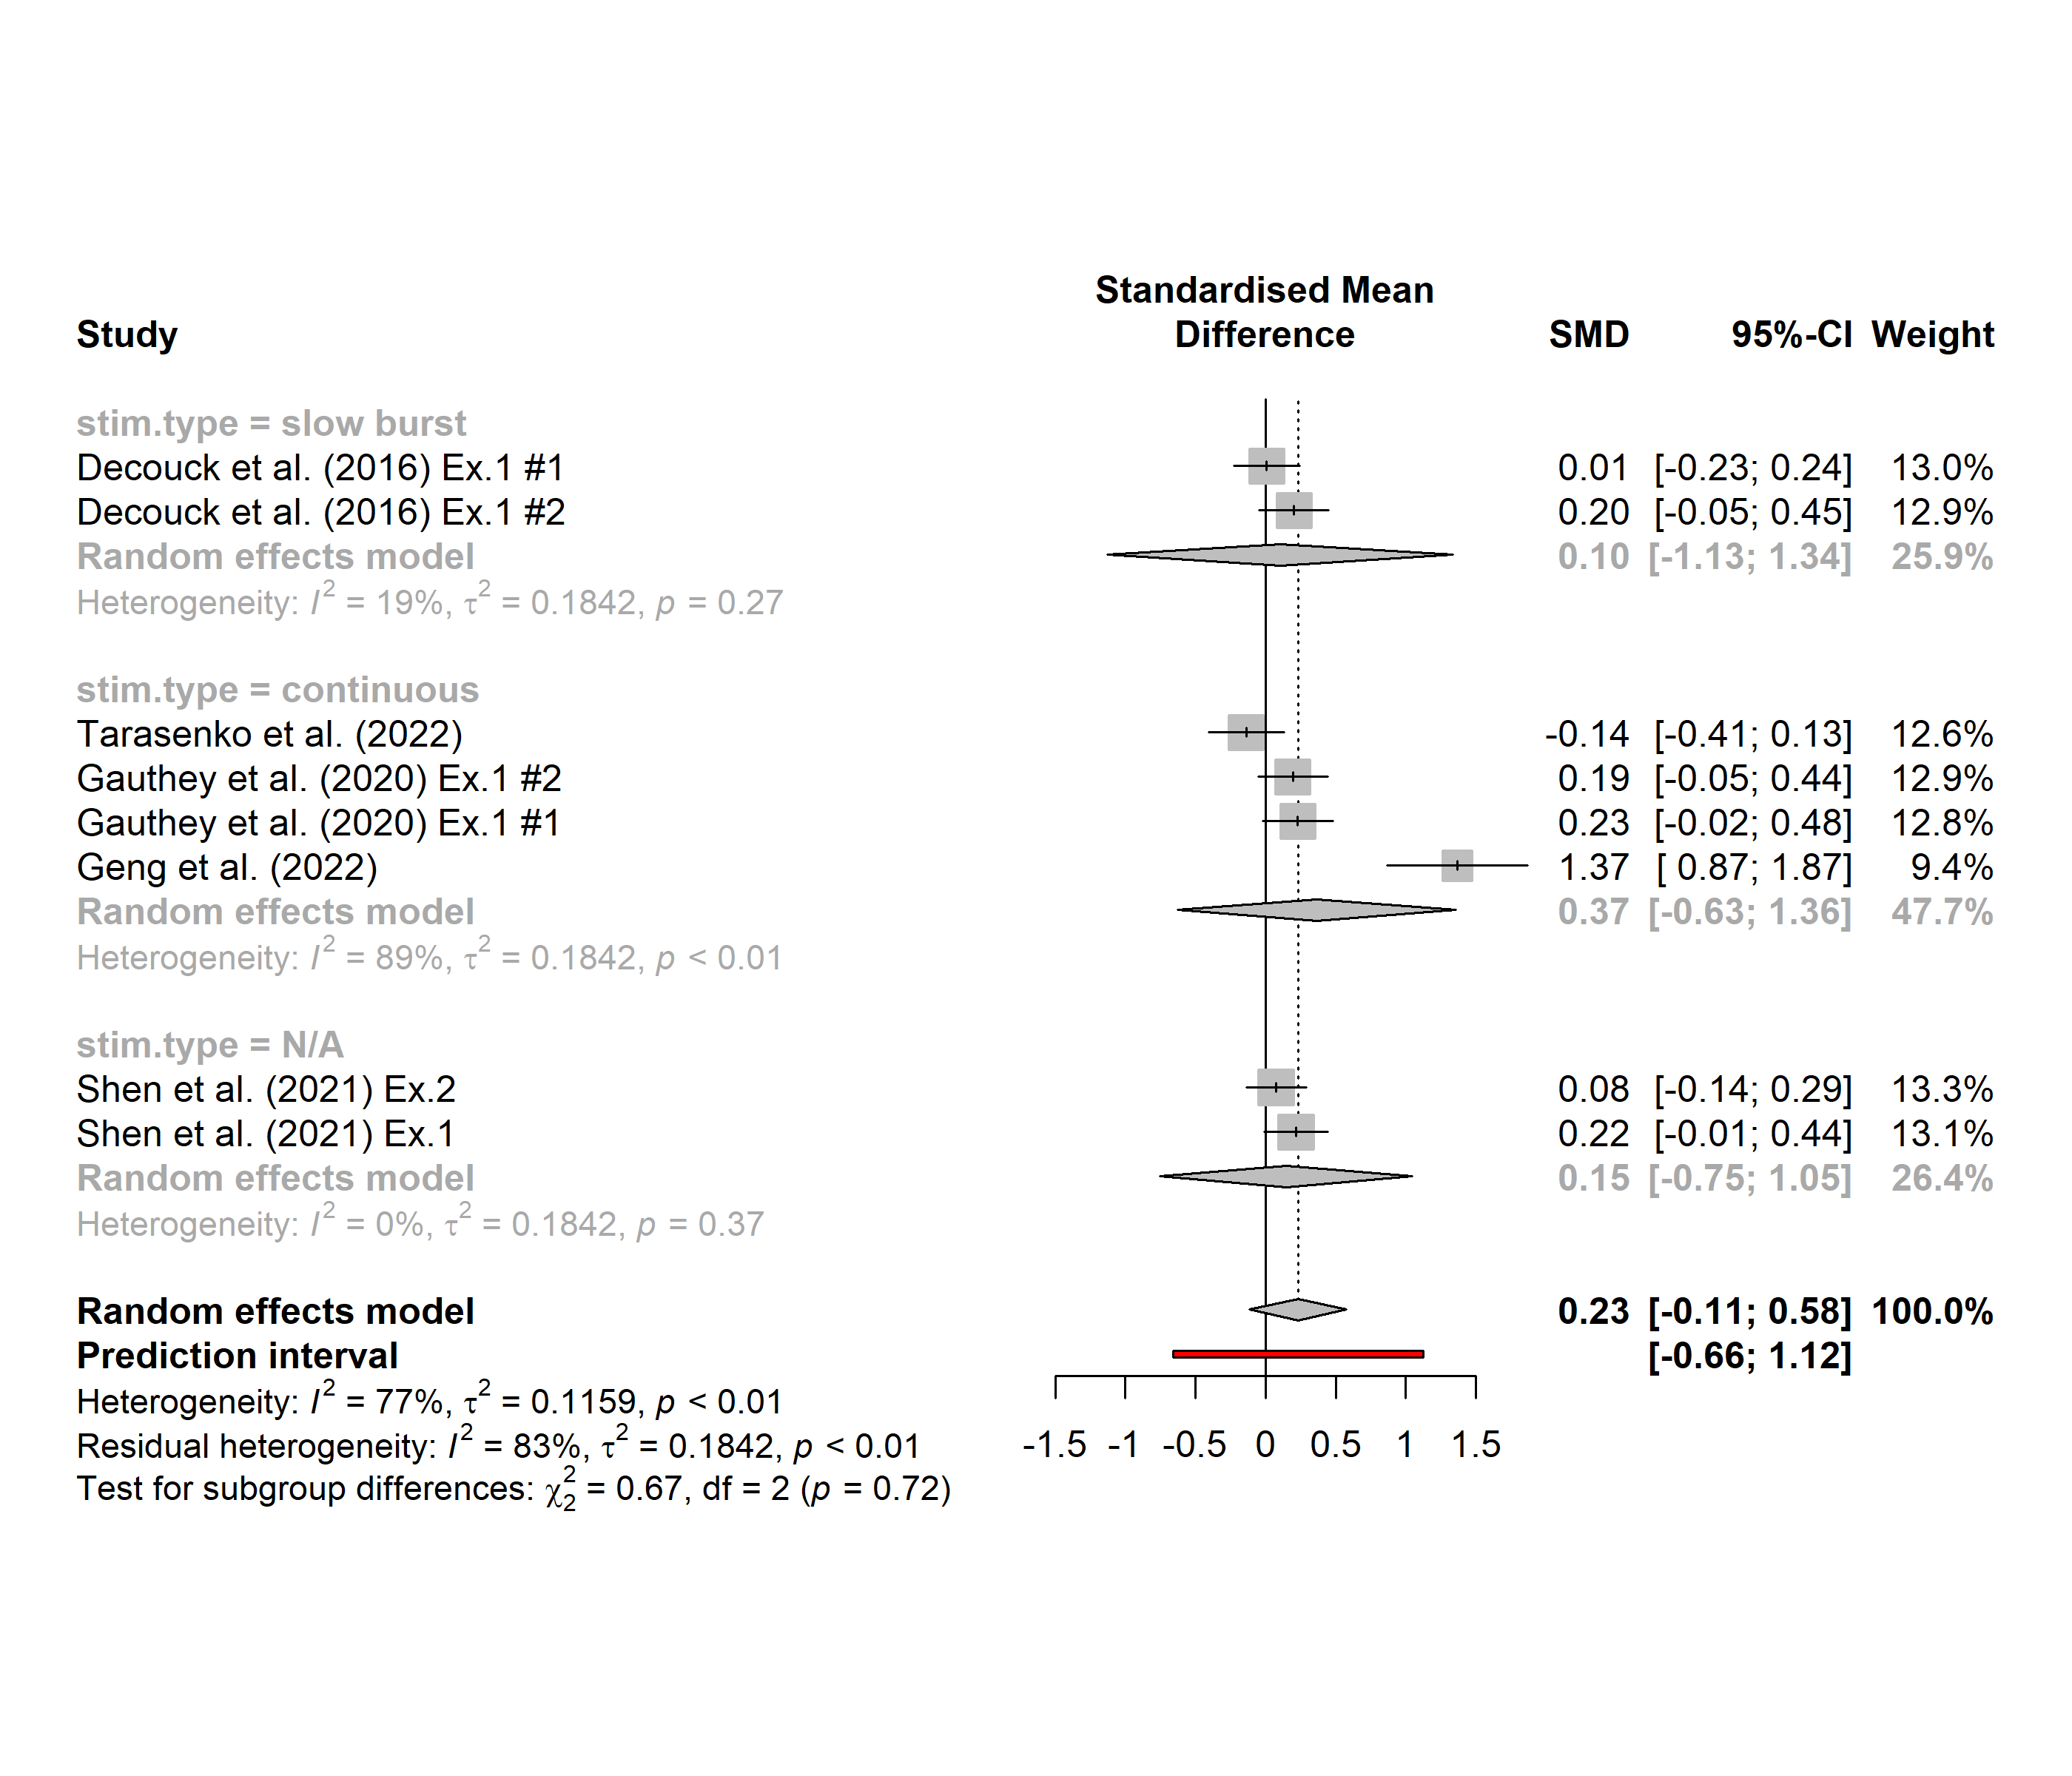 Standardised Mean
Study Difference SMD 95%-CI Weight
stim.type = slow burst
Decouck et al. (2016) Ex.1 #1 0.01 [-0.23; 0.24] 13.0%
Decouck et al. (2016) Ex.1 #2 0.20 [-0.05; 0.45] 12.9%
Random effects model 0.10 [-1.13; 1.34] 25.9%
Heterogeneity: I² = 19%, τ² = 0.1842, p = 0.27
stim.type = continuous
Tarasenko et al. (2022) -0.14 [-0.41; 0.13] 12.6%
Gauthey et al. (2020) Ex.1 #2 0.19 [-0.05; 0.44] 12.9%
Gauthey et al. (2020) Ex.1 #1 0.23 [-0.02; 0.48] 12.8%
Geng et al. (2022) 1.37 [ 0.87; 1.87] 9.4%
Random effects model 0.37 [-0.63; 1.36] 47.7%
Heterogeneity: I² = 89%, τ² = 0.1842, p < 0.01
stim.type = N/A
Shen et al. (2021) Ex.2 0.08 [-0.14; 0.29] 13.3%
Shen et al. (2021) Ex.1 0.22 [-0.01; 0.44] 13.1%
Random effects model 0.15 [-0.75; 1.05] 26.4%
Heterogeneity: I² = 0%, τ² = 0.1842, p = 0.37
Random effects model 0.23 [-0.11; 0.58] 100.0%
Prediction interval [-0.66; 1.12]
Heterogeneity: I² = 77%, τ² = 0.1159, p < 0.01
Residual heterogeneity: I² = 83%, τ² = 0.1842, p < 0.01
-1.5 -1 -0.5 0 0.5 1 1.5
Test for subgroup differences: χ²₂ = 0.67, df = 2 (p = 0.72)